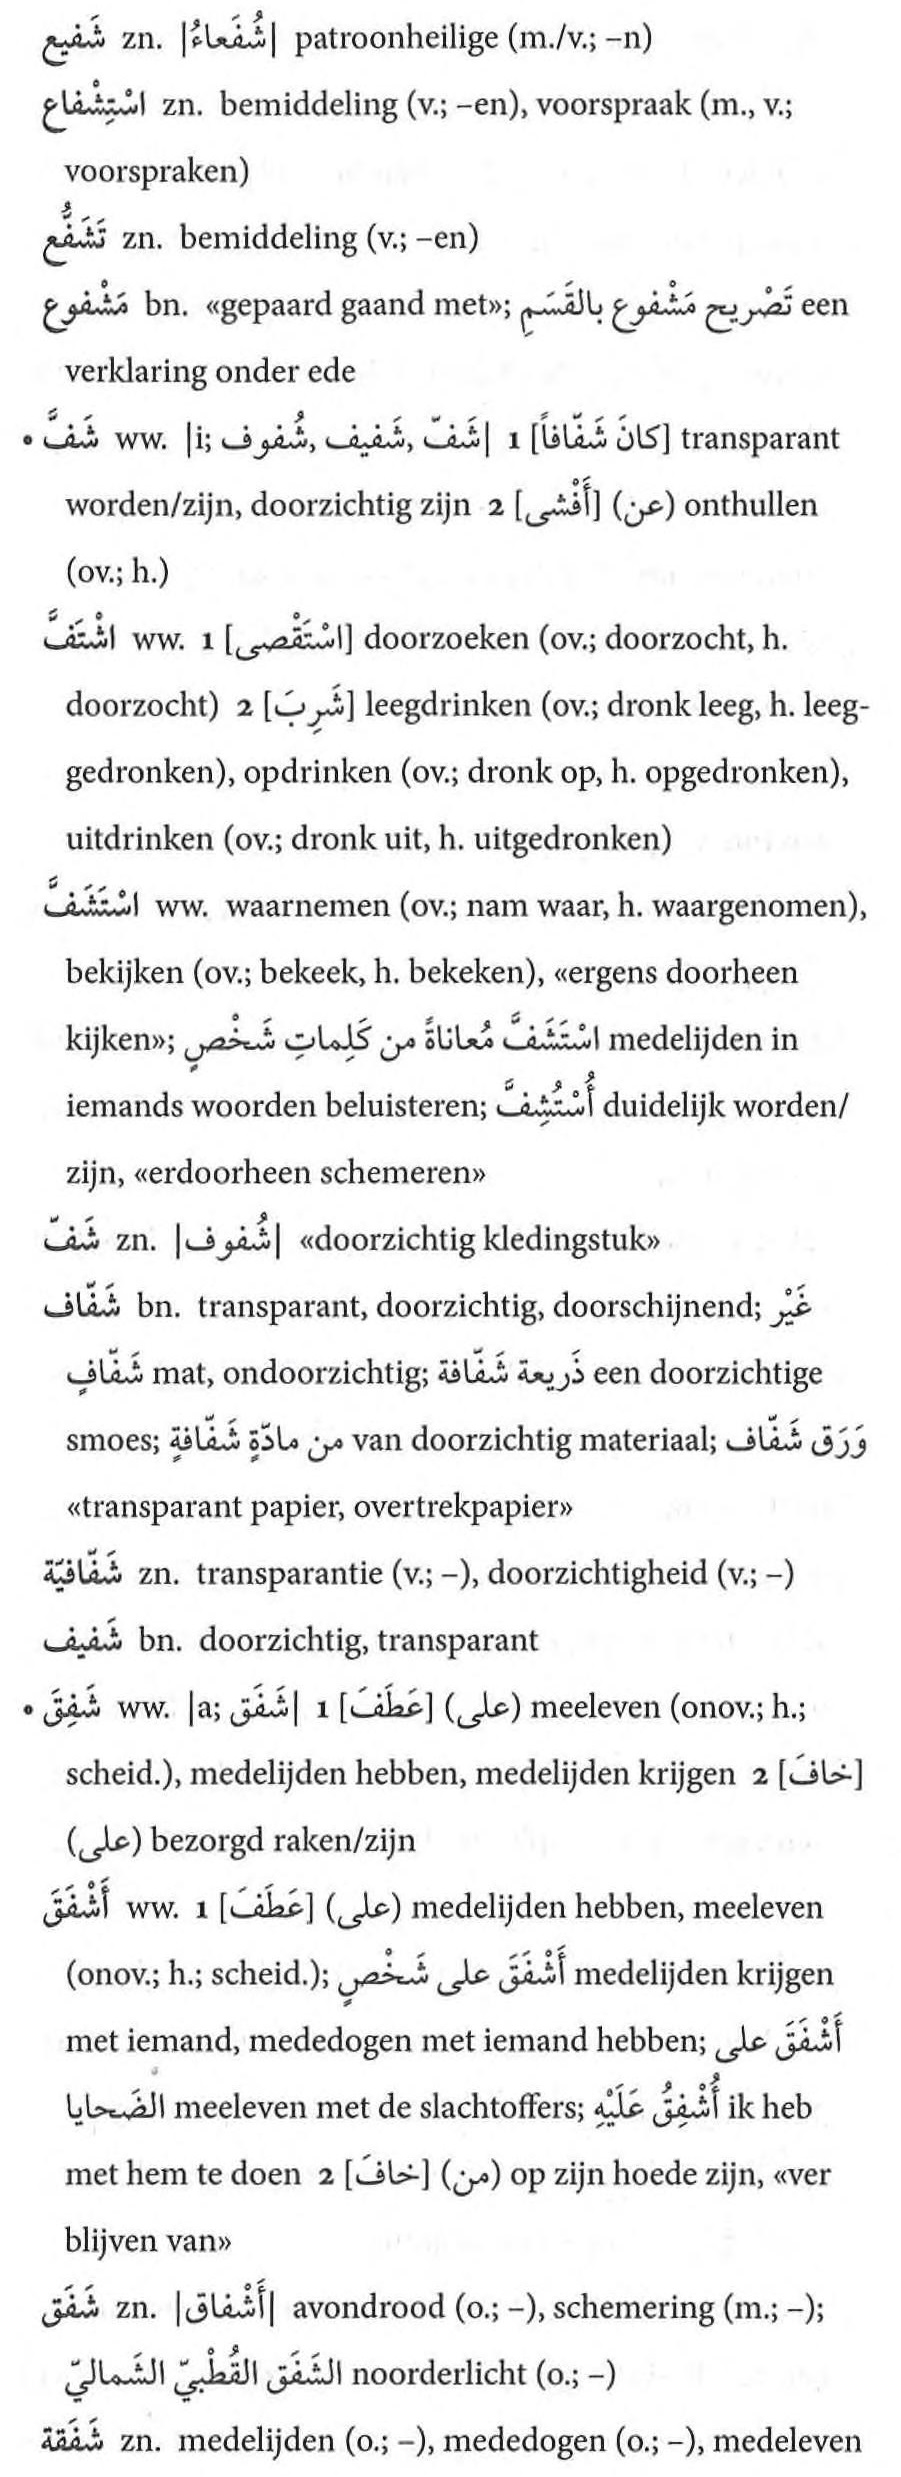 شَفيع zn. |شُفَعاءُ| patroonheilige (m./v.; –n)
اسْتِشْفاع zn. bemiddeling (v.; –en), voorspraak (m., v.;
voorspraken)
تَشَفُّع zn. bemiddeling (v.; –en)
مَشْفوع bn. «gepaard gaand met»; تَصْريح مَشْفوع بالقَسَمِ een
verklaring onder ede
• شَفَّ ww. |i; شَفّ, شَفيف, شُفوف| 1 [كانَ شَفّافاً] transparant
worden/zijn, doorzichtig zijn 2 [أَفْشى] (عن) onthullen
(ov.; h.)
اشْتَفَّ ww. 1 [اسْتَقْصى] doorzoeken (ov.; doorzocht, h.
doorzocht) 2 [شَرِبَ] leegdrinken (ov.; dronk leeg, h. leeg-
gedronken), opdrinken (ov.; dronk op, h. opgedronken),
uitdrinken (ov.; dronk uit, h. uitgedronken)
اسْتَشَفَّ ww. waarnemen (ov.; nam waar, h. waargenomen),
bekijken (ov.; bekeek, h. bekeken), «ergens doorheen
kijken»; اسْتَشَفَّ مُعاناةً من كَلِماتِ شَخْصٍ medelijden in
iemands woorden beluisteren; أُسْتُشِفَّ duidelijk worden/
zijn, «erdoorheen schemeren»
شَفّ zn. |شُفوف| «doorzichtig kledingstuk»
شَفّاف bn. transparant, doorzichtig, doorschijnend; غَيْر
شَفّافٍ mat, ondoorzichtig; ذَريعة شَفّافة een doorzichtige
smoes; من مادّةٍ شَفّافةٍ van doorzichtig materiaal; وَرَق شَفّاف
«transparant papier, overtrekpapier»
شَفّافيّة zn. transparantie (v.; –), doorzichtigheid (v.; –)
شَفيف bn. doorzichtig, transparant
• شَفِقَ ww. |a; شَفَق| 1 [عَطَفَ] (على) meeleven (onov.; h.;
scheid.), medelijden hebben, medelijden krijgen 2 [خافَ]
(على) bezorgd raken/zijn
أَشْفَقَ ww. 1 [عَطَفَ] (على) medelijden hebben, meeleven
(onov.; h.; scheid.); أَشْفَقَ على شَخْصٍ medelijden krijgen
met iemand, mededogen met iemand hebben; أَشْفَقَ على
الضَحايا meeleven met de slachtoffers; أُشْفِقُ عَلَيْهِ ik heb
met hem te doen 2 [خافَ] (من) op zijn hoede zijn, «ver
blijven van»
شَفَق zn. |أَشْفاق| avondrood (o.; –), schemering (m.; –);
الشَفَق القُطْبيّ الشَماليّ noorderlicht (o.; –)
شَفَقة zn. medelijden (o.; –), mededogen (o.; –), medeleven